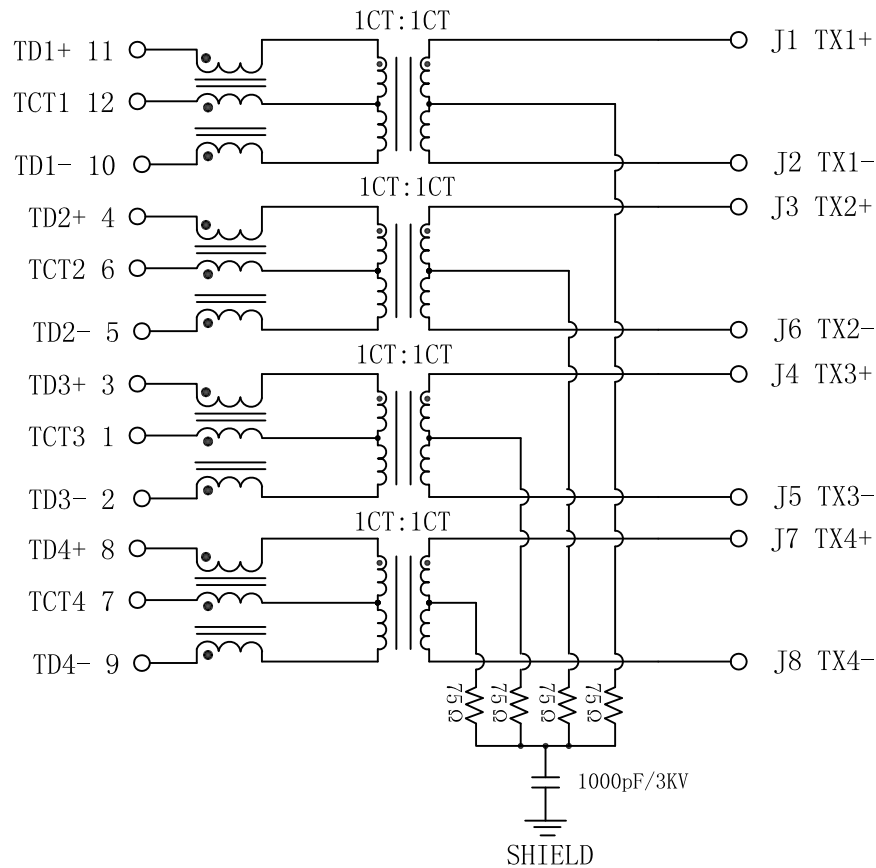 1CT:1CT
TD1+ 11
J1 TX1+
TCT1 12
TD1- 10
J2 TX1-
1CT:1CT
TD2+ 4
J3 TX2+
TCT2 6
TD2- 5
J6 TX2-
1CT:1CT
TD3+ 3
J4 TX3+
TCT3 1
TD3- 2
J5 TX3-
1CT:1CT
TD4+ 8
J7 TX4+
TCT4 7
TD4- 9
J8 TX4-
75Ω
75Ω
75Ω
75Ω
1000pF/3KV
SHIELD